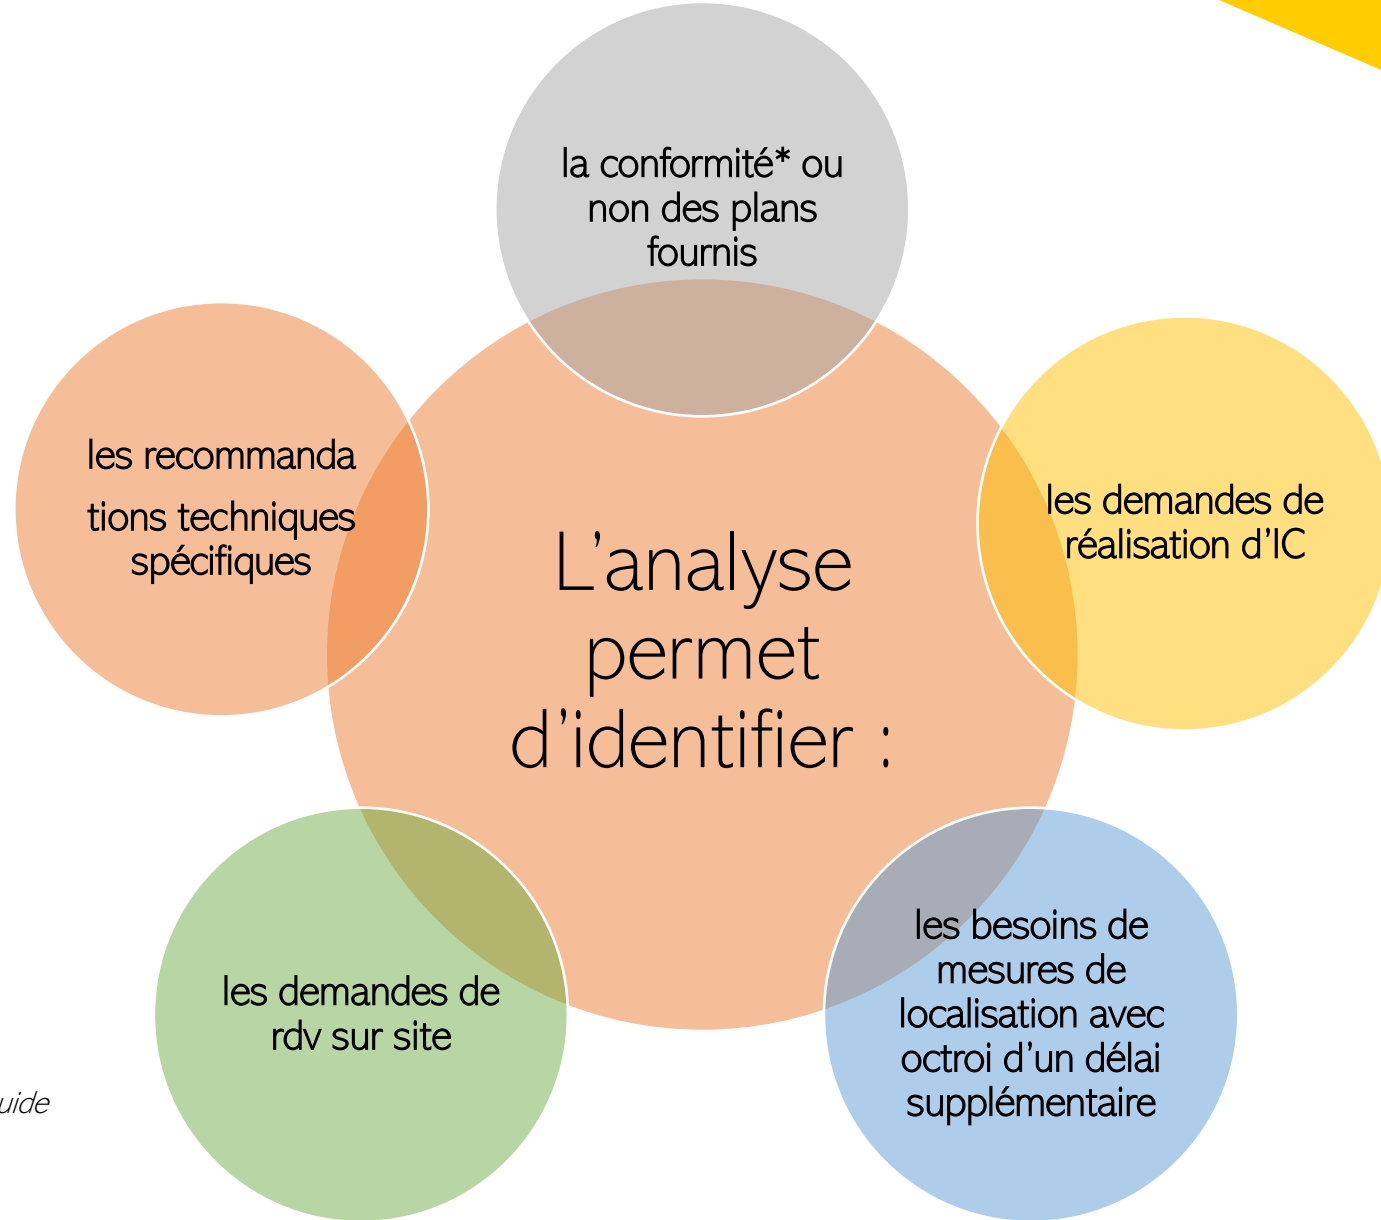 la conformité* ou
non des plans
fournis
les recommanda
tions techniques
spécifiques
les demandes de
réalisation d’IC
L’analyse
permet
d’identifier :
les besoins de
mesures de
localisation avec
octroi d’un délai
supplémentaire
les demandes de
rdv sur site